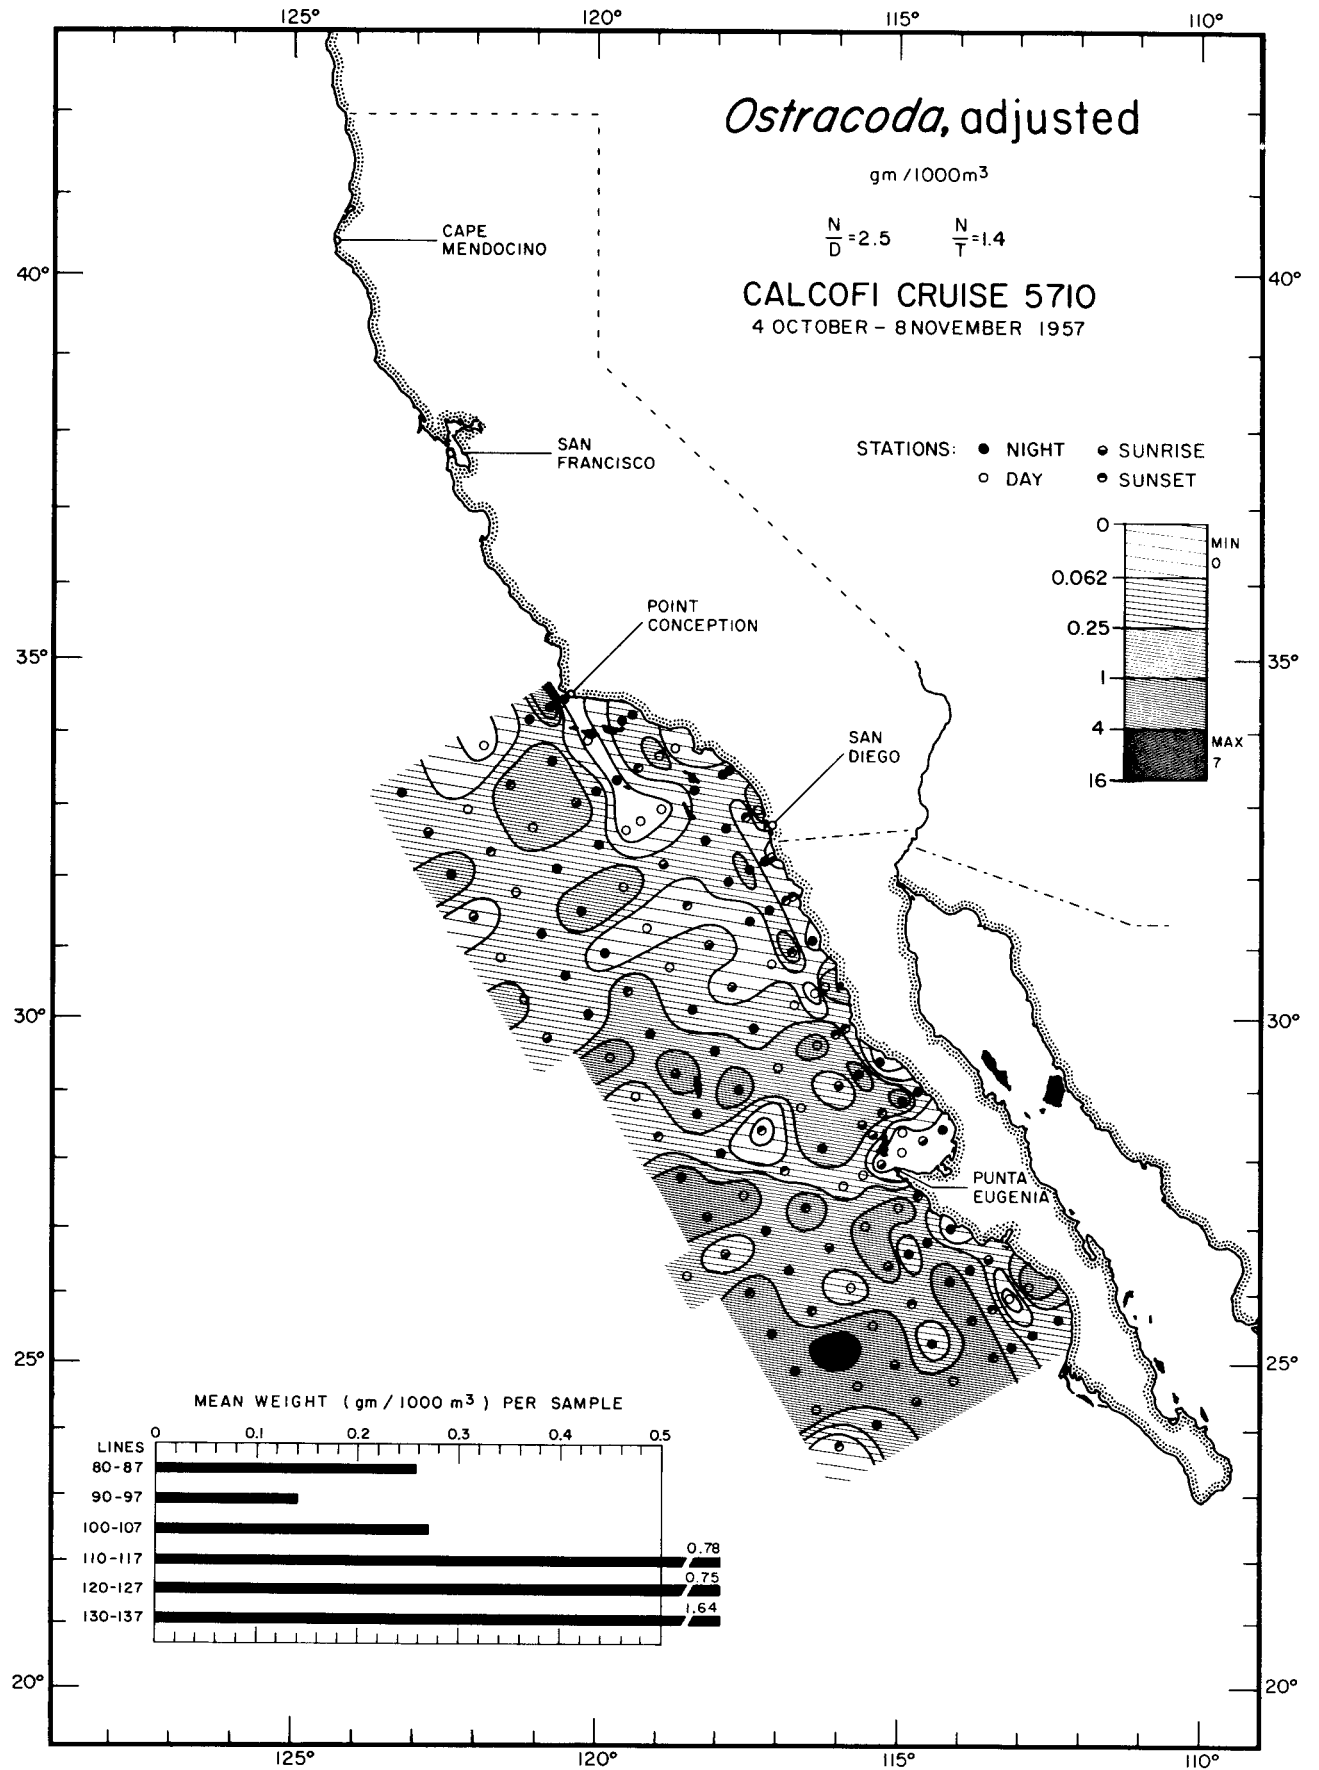 125° 120° 115° 110°
Ostracoda, adjusted
gm/1000m³
N/D = 2.5 N/T = 1.4
CALCOFI CRUISE 5710
4 OCTOBER – 8 NOVEMBER 1957
CAPE
MENDOCINO
40° 40°
SAN
FRANCISCO
STATIONS: ● NIGHT ◒ SUNRISE
○ DAY ◓ SUNSET
0
MIN
0
0.062
0.25
1
4
MAX
7
16
POINT
CONCEPTION
35° 35°
SAN
DIEGO
30° 30°
PUNTA
EUGENIA
25° 25°
MEAN WEIGHT (gm/1000 m³) PER SAMPLE
0 0.1 0.2 0.3 0.4 0.5
LINES
80-87
90-97
100-107
110-117 0.78
120-127 0.75
130-137 1.64
20° 20°
125° 120° 115° 110°